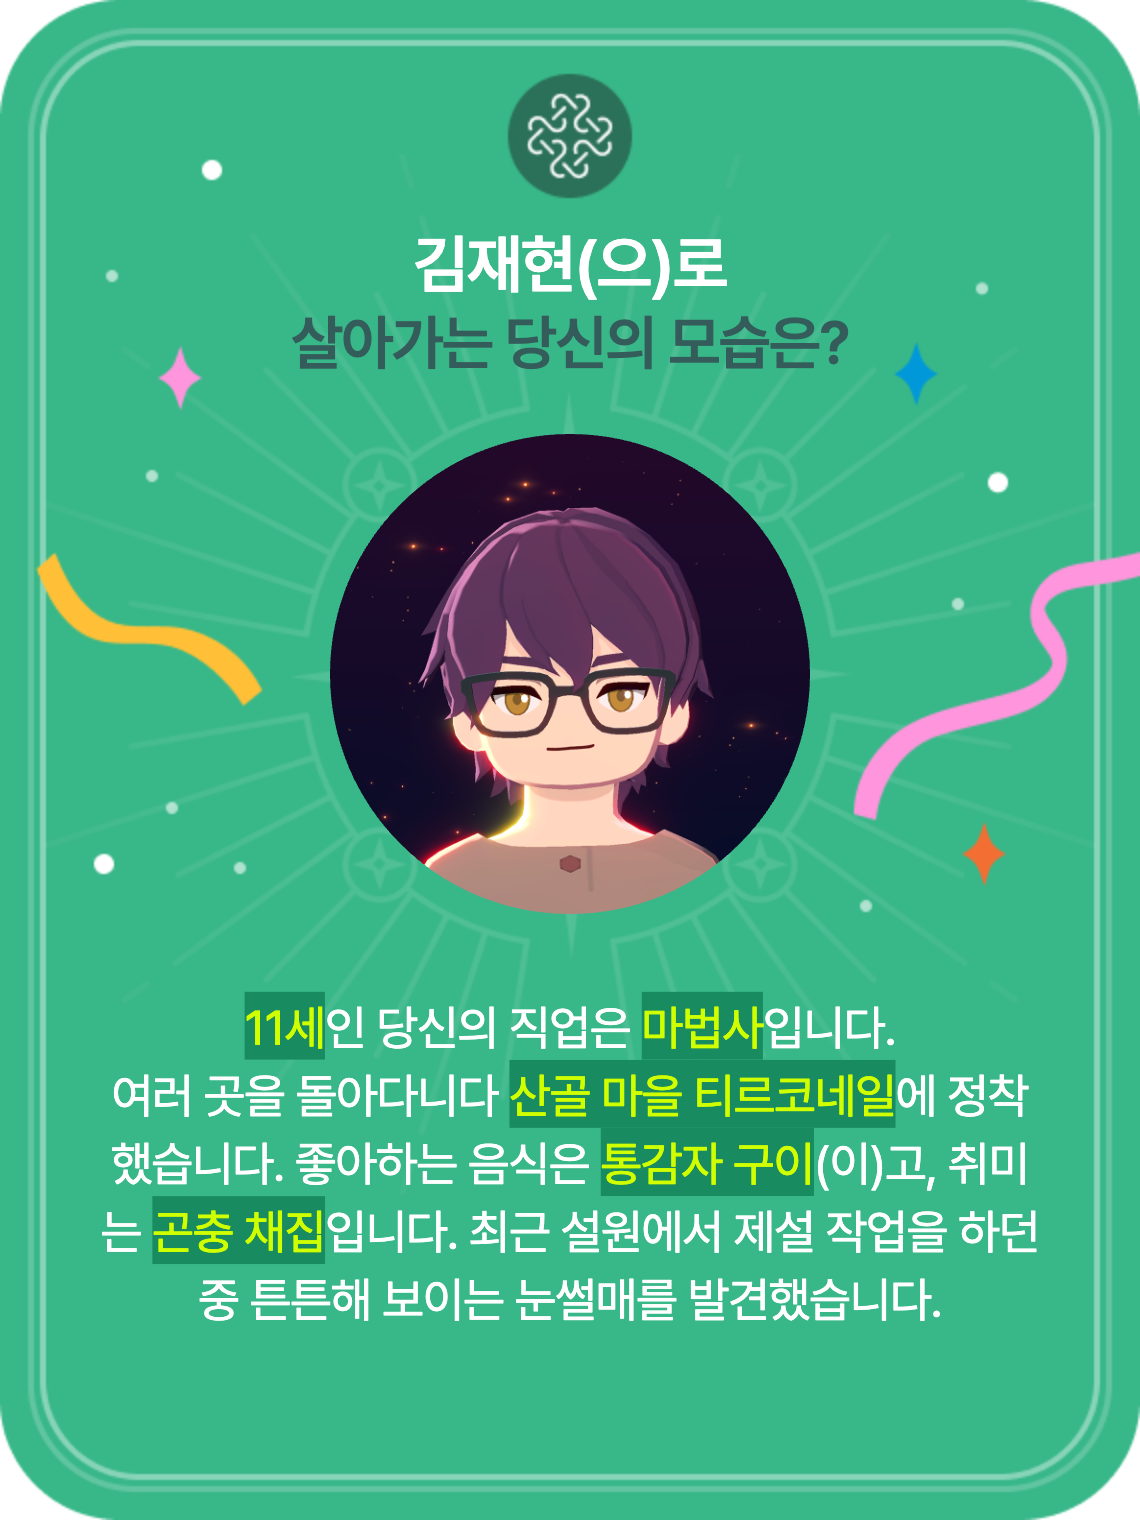 김재현(으)로
살아가는 당신의 모습은?
11세인 당신의 직업은 마법사입니다.
여러 곳을 돌아다니다 산골 마을 티르코네일에 정착
했습니다. 좋아하는 음식은 통감자 구이(이)고, 취미
는 곤충 채집입니다. 최근 설원에서 제설 작업을 하던
중 튼튼해 보이는 눈썰매를 발견했습니다.